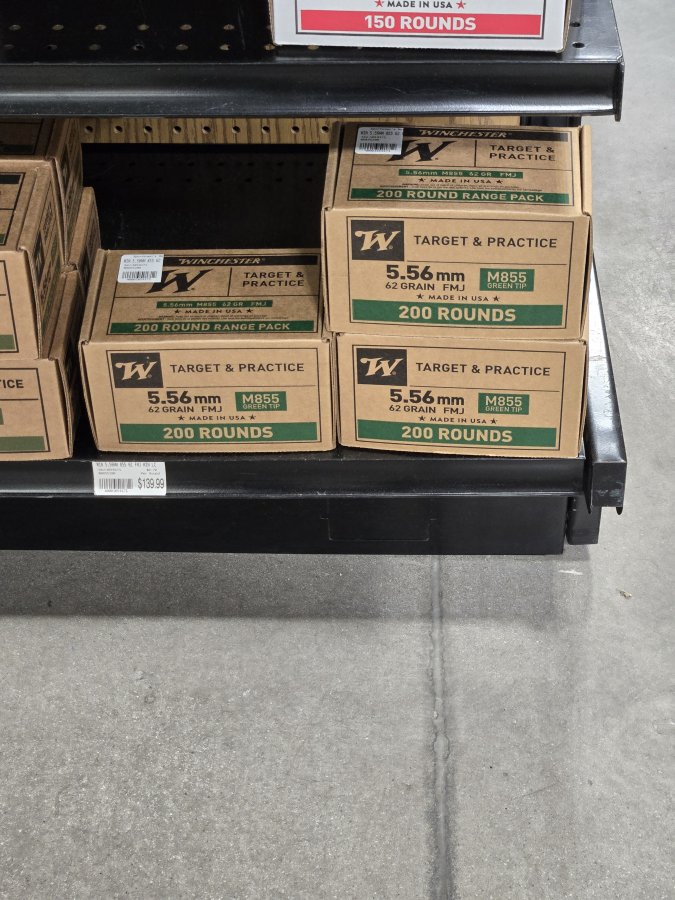 ★ MADE IN USA ★
150 ROUNDS
WINCHESTER
W
TARGET &
PRACTICE
5.56mm M855 62 GR FMJ
★ MADE IN USA ★
200 ROUND RANGE PACK
W
TARGET & PRACTICE
5.56mm
62 GRAIN FMJ
M855
GREEN TIP
★ MADE IN USA ★
200 ROUNDS
WINCHESTER
W
TARGET &
PRACTICE
5.56mm M855 62 GR FMJ
★ MADE IN USA ★
200 ROUND RANGE PACK
W
TARGET & PRACTICE
5.56mm
62 GRAIN FMJ
M855
GREEN TIP
★ MADE IN USA ★
200 ROUNDS
W
TARGET & PRACTICE
5.56mm
62 GRAIN FMJ
M855
GREEN TIP
★ MADE IN USA ★
200 ROUNDS
ICE
$139.99